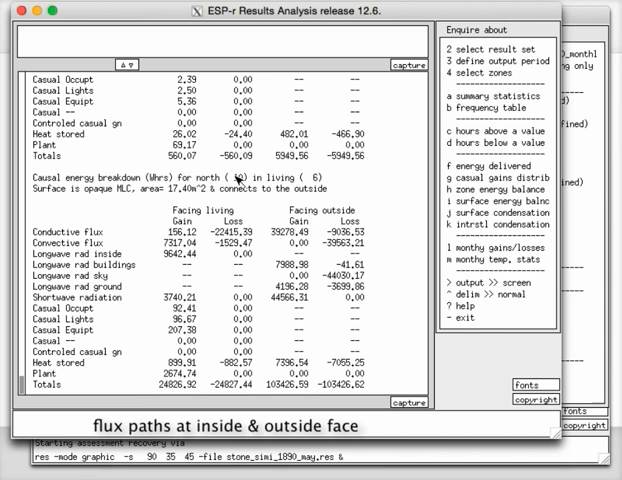 ESP-r Results Analysis release 12.6.
capture
Casual Occupt 2.39 0.00 -- --
Casual Lights 2.50 0.00 -- --
Casual Equipt 5.36 0.00 -- --
Casual -- 0.00 0.00 -- --
Controled casual gn 0.00 0.00 -- --
Heat stored 26.02 -24.40 482.01 -466.90
Plant 69.17 0.00 -- --
Totals 560.07 -560.09 5949.56 -5949.56
Causal energy breakdown (Whrs) for north ( in living ( 6)
Surface is opaque MLC, area= 17.40m^2 & connects to the outside
Facing living Facing outside
Gain Loss Gain Loss
Conductive flux 156.12 -22415.39 39278.49 -9036.53
Convective flux 7317.04 -1529.47 0.00 -39563.21
Longwave rad inside 9642.44 0.00 -- --
Longwave rad buildings -- -- 7988.98 -41.61
Longwave rad sky -- -- 0.00 -44030.17
Longwave rad ground -- -- 4196.28 -3699.86
Shortwave radiation 3740.21 0.00 44566.31 0.00
Casual Occupt 92.41 0.00 -- --
Casual Lights 96.67 0.00 -- --
Casual Equipt 207.38 0.00 -- --
Casual -- 0.00 0.00 -- --
Controled casual gn 0.00 0.00 -- --
Heat stored 899.91 -882.57 7396.54 -7055.25
Plant 2674.74 0.00 -- --
Totals 24826.92 -24827.44 103426.59 -103426.62
capture
flux paths at inside & outside face
Enquire about
2 select result set
3 define output period
4 select zones
a summary statistics
b frequency table
c hours above a value
d hours below a value
f energy delivered
g casual gains distrib
h zone energy balance
i surface energy balnc
j surface condensation
k intrstl condensation
l monthy gains/losses
m monthy temp. stats
> output >> screen
^ delim >> normal
? help
- exit
fonts
copyright
0_monthl
ing only
d)
fined)
d)
fonts
copyright
Starting assessment recovery via
res -mode graphic -s 90 35 45 -file stone_simi_1890_may.res &